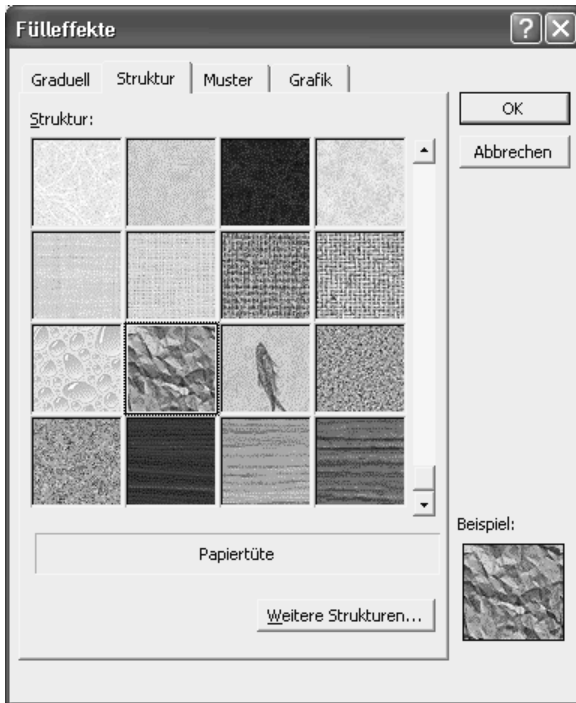 Fülleffekte
Graduell Struktur Muster Grafik
Struktur:
OK
Abbrechen
Papiertüte
Weitere Strukturen...
Beispiel: